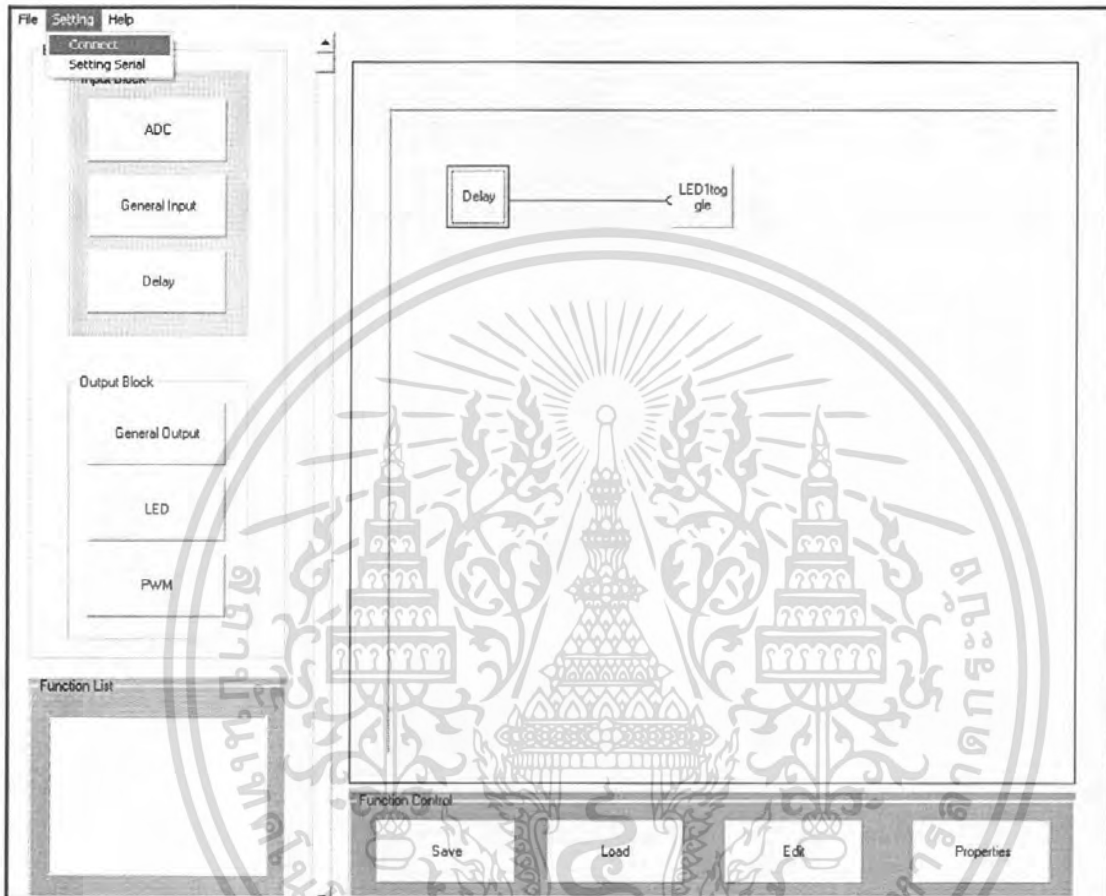 File Setting Help
Connect
Setting Serial
Input Block
ADC
General Input
Delay
Delay
LED1tog
gle
Output Block
General Output
LED
PWM
Function List
Function Control
Save
Load
Edit
Properties